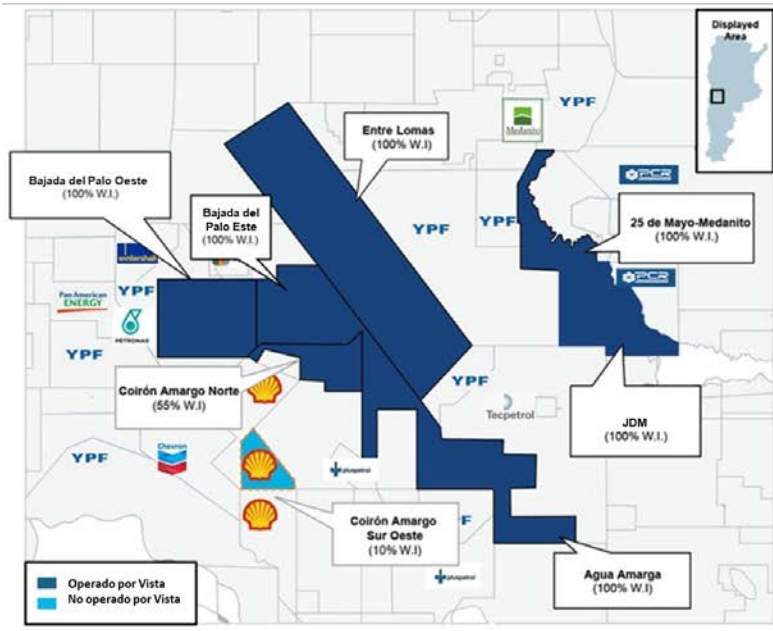 Displayed
Area
YPF
Medanito
Entre Lomas
(100% W.I)
Bajada del Palo Oeste
(100% W.I.)
PCR
Bajada del
Palo Este
(100% W.I.)
YPF
YPF
25 de Mayo-Medanito
(100% W.I.)
wintershall
PCR
Pan American
ENERGY
YPF
PETRONAS
YPF
YPF
Coirón Amargo Norte
(55% W.I)
Tecpetrol
JDM
(100% W.I.)
Chevron
YPF
pluspetrol
Coirón Amargo
Sur Oeste
(10% W.I)
PF
pluspetrol
Agua Amarga
(100% W.I.)
Operado por Vista
No operado por Vista